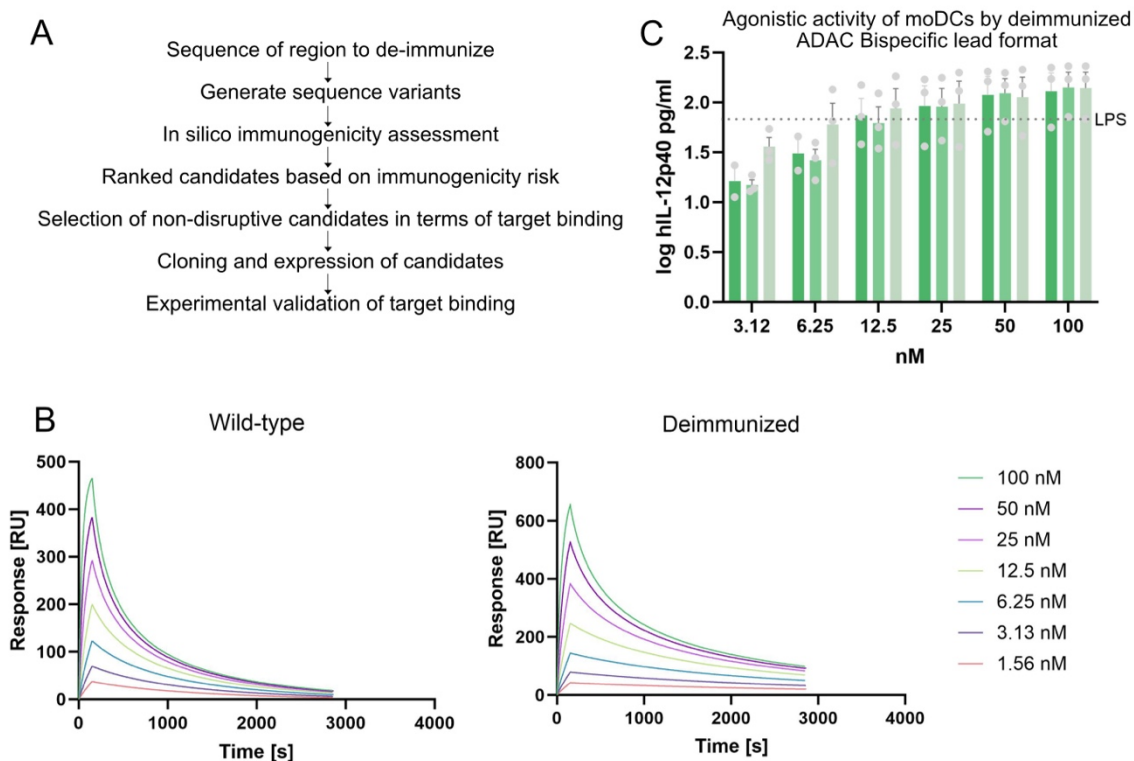 A
Sequence of region to de-immunize
Generate sequence variants
In silico immunogenicity assessment
Ranked candidates based on immunogenicity risk
Selection of non-disruptive candidates in terms of target binding
Cloning and expression of candidates
Experimental validation of target binding
C
Agonistic activity of moDCs by deimmunized
ADAC Bispecific lead format
log hIL-12p40 pg/ml
2.5
2.0
1.5
1.0
0.5
0.0
LPS
3.12 6.25 12.5 25 50 100
nM
B
Wild-type
Response [RU]
500
400
300
200
100
0
0 1000 2000 3000 4000
Time [s]
Deimmunized
Response [RU]
800
600
400
200
0
0 1000 2000 3000 4000
Time [s]
100 nM
50 nM
25 nM
12.5 nM
6.25 nM
3.13 nM
1.56 nM